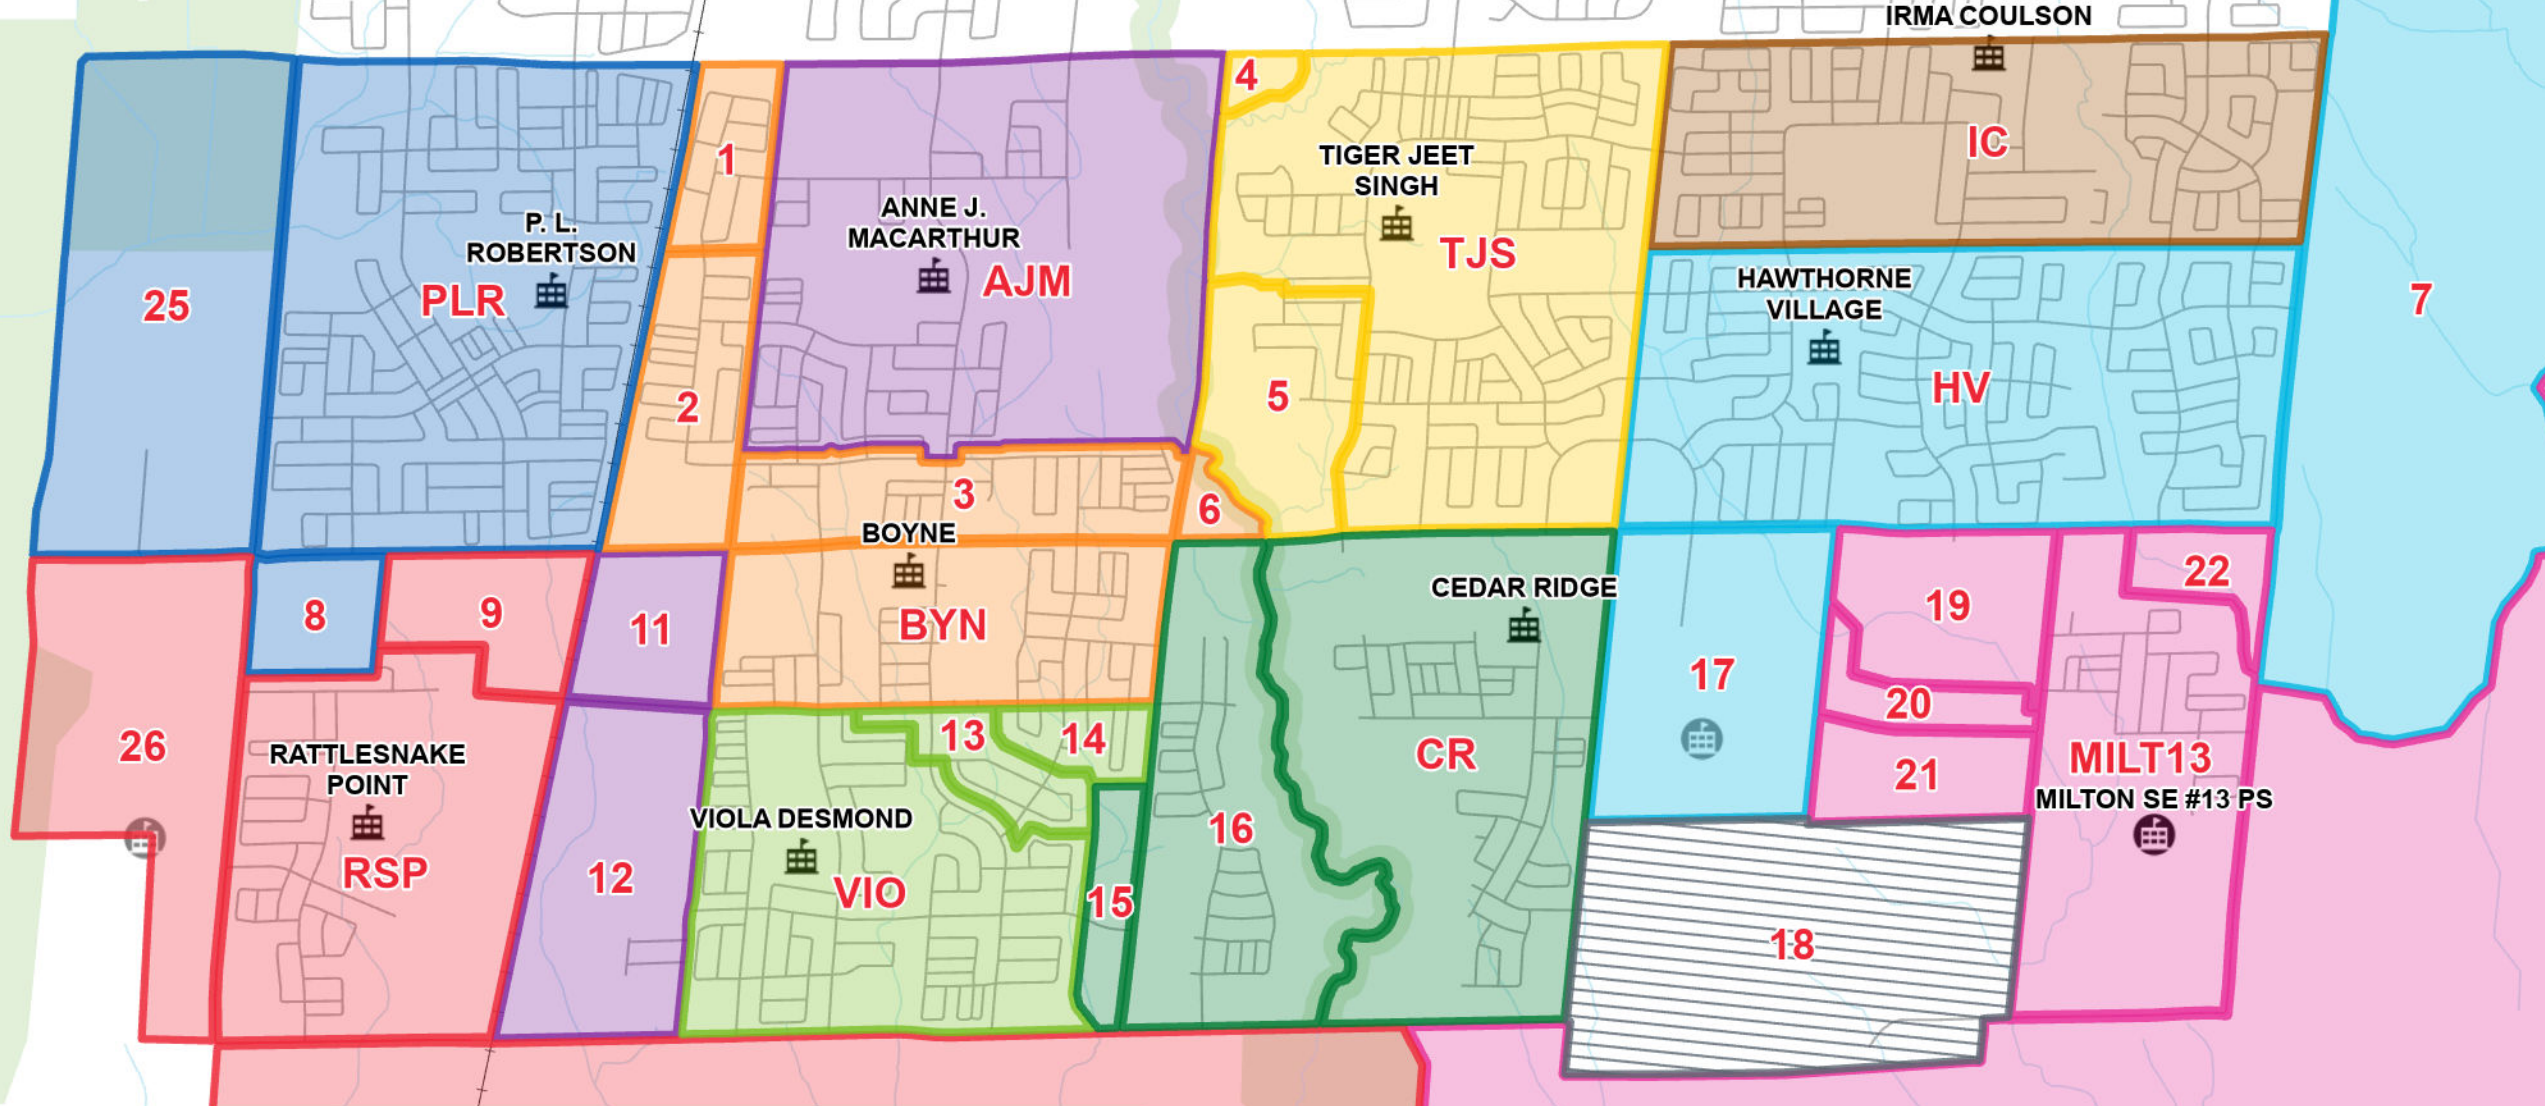 IRMA COULSON
4
1
IC
TIGER JEET
SINGH
P. L.
ROBERTSON
ANNE J.
MACARTHUR
TJS
AJM
HAWTHORNE
VILLAGE
25
PLR
7
2
5
HV
3
6
BOYNE
8
9
11
BYN
CEDAR RIDGE
22
19
17
20
26
13
14
CR
MILT13
RATTLESNAKE
POINT
21
MILTON SE #13 PS
VIOLA DESMOND
16
RSP
12
VIO
15
18